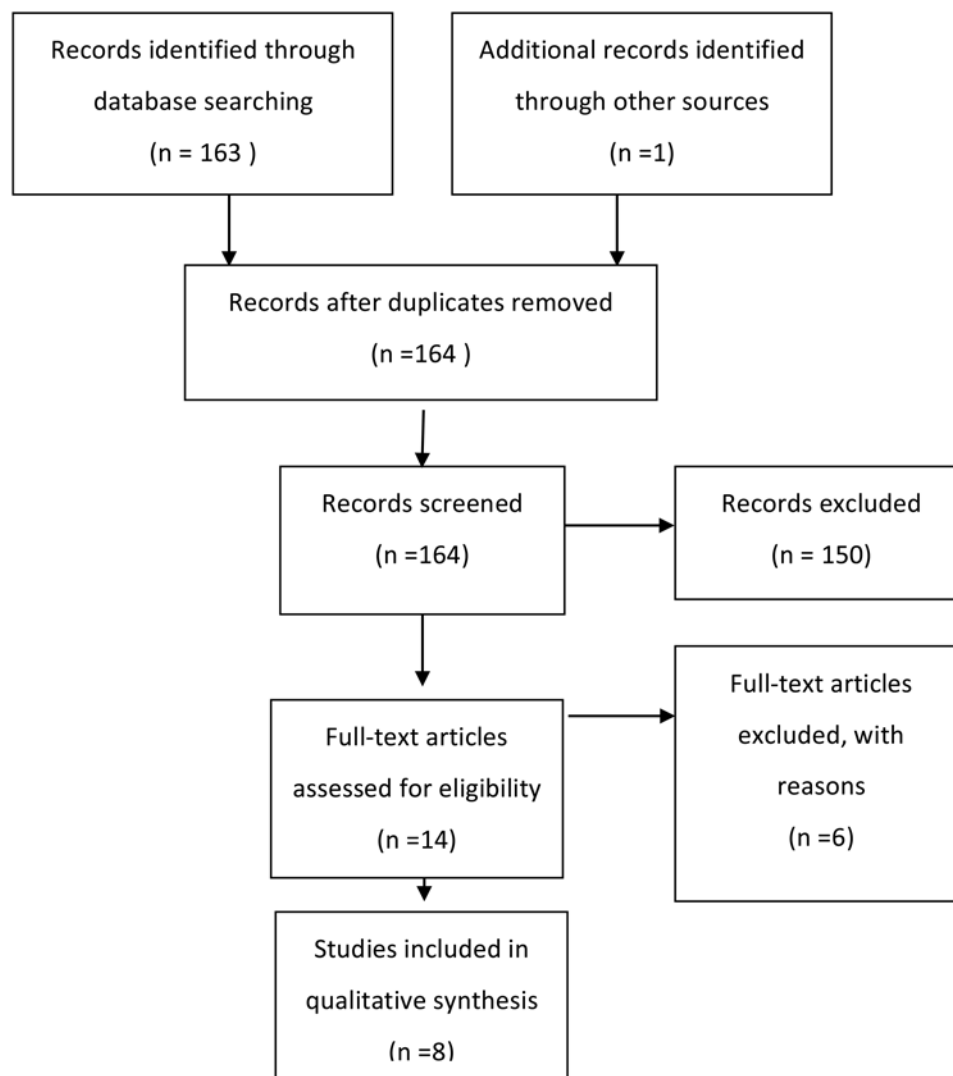 Records identified through
database searching
(n = 163 )
Additional records identified
through other sources
(n =1)
Records after duplicates removed
(n =164 )
Records screened
(n =164)
Records excluded
(n = 150)
Full-text articles
assessed for eligibility
(n =14)
Full-text articles
excluded, with
reasons
(n =6)
Studies included in
qualitative synthesis
(n =8)